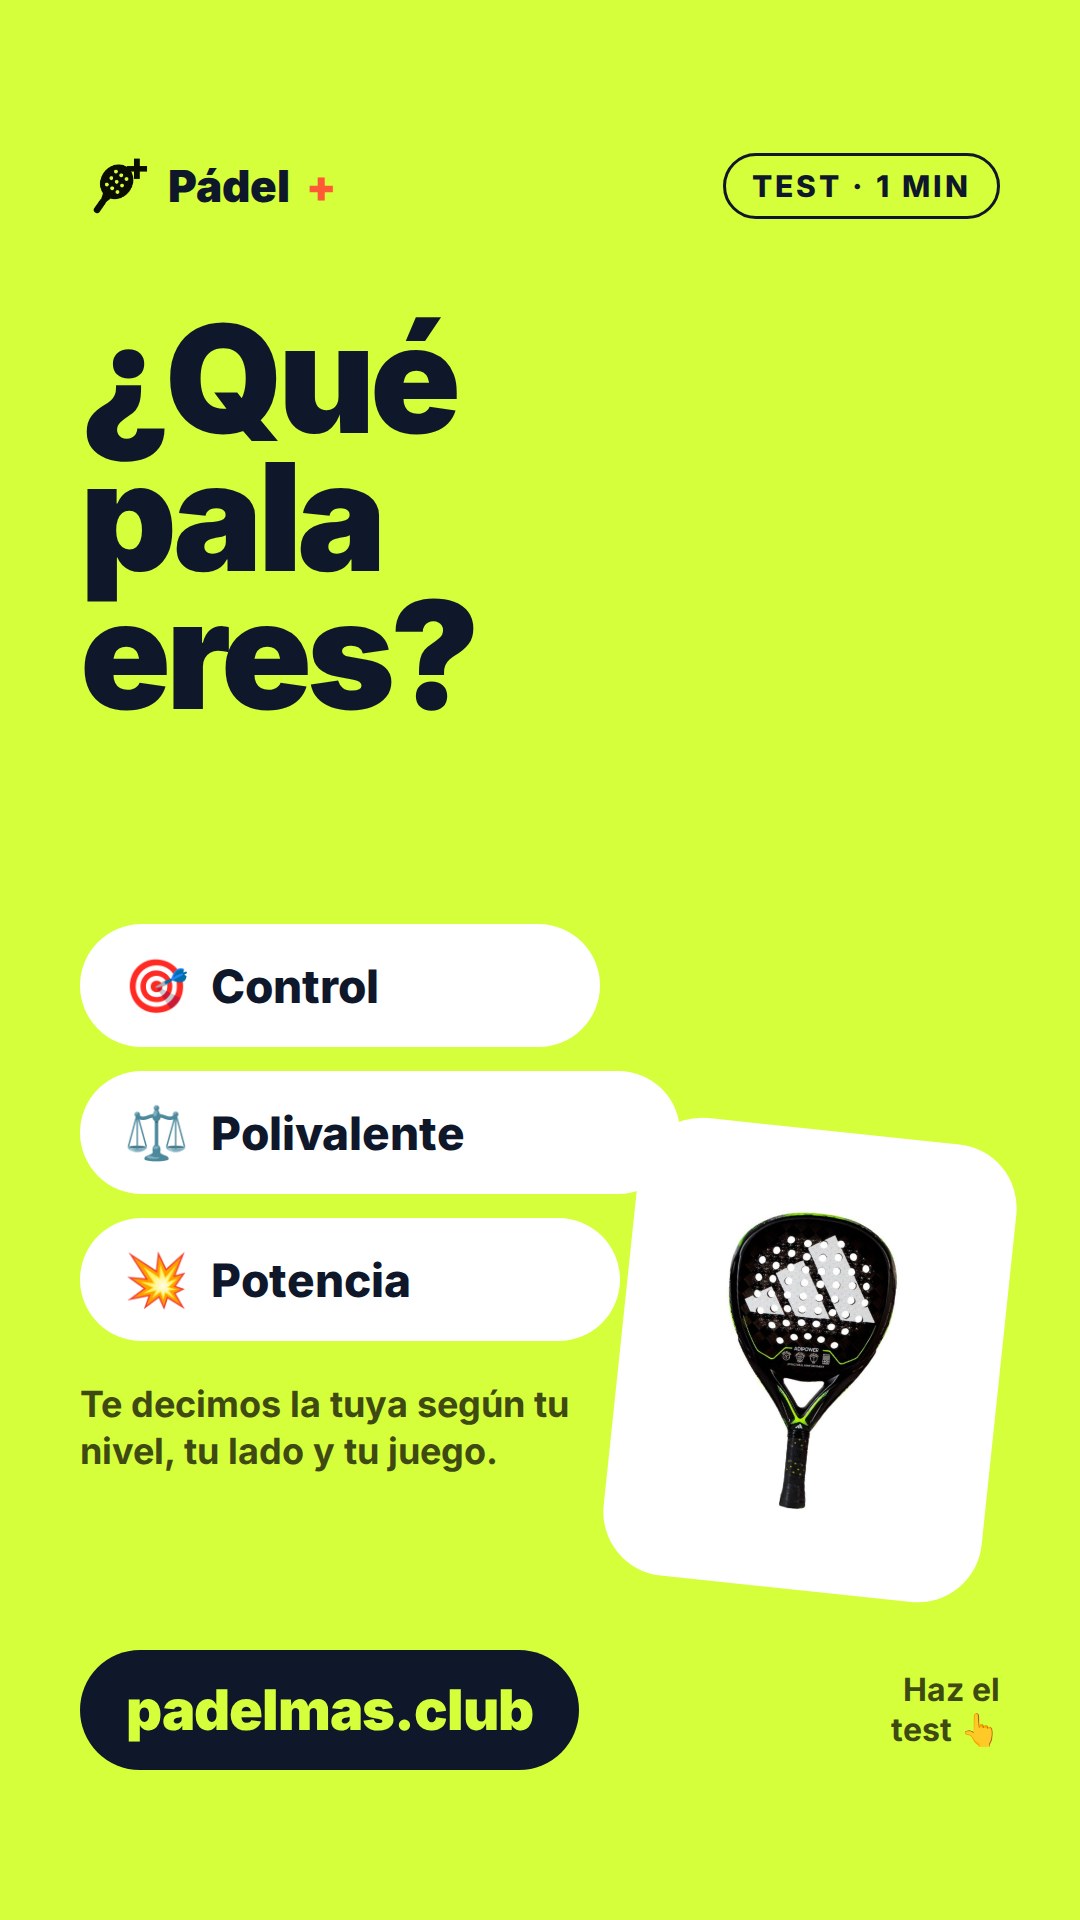 Pádel +
TEST · 1 MIN
¿Qué
pala
eres?
🎯 Control
⚖️ Polivalente
💥 Potencia
Te decimos la tuya según tu
nivel, tu lado y tu juego.
ADIPOWER
padelmas.club
Haz el
test 👆